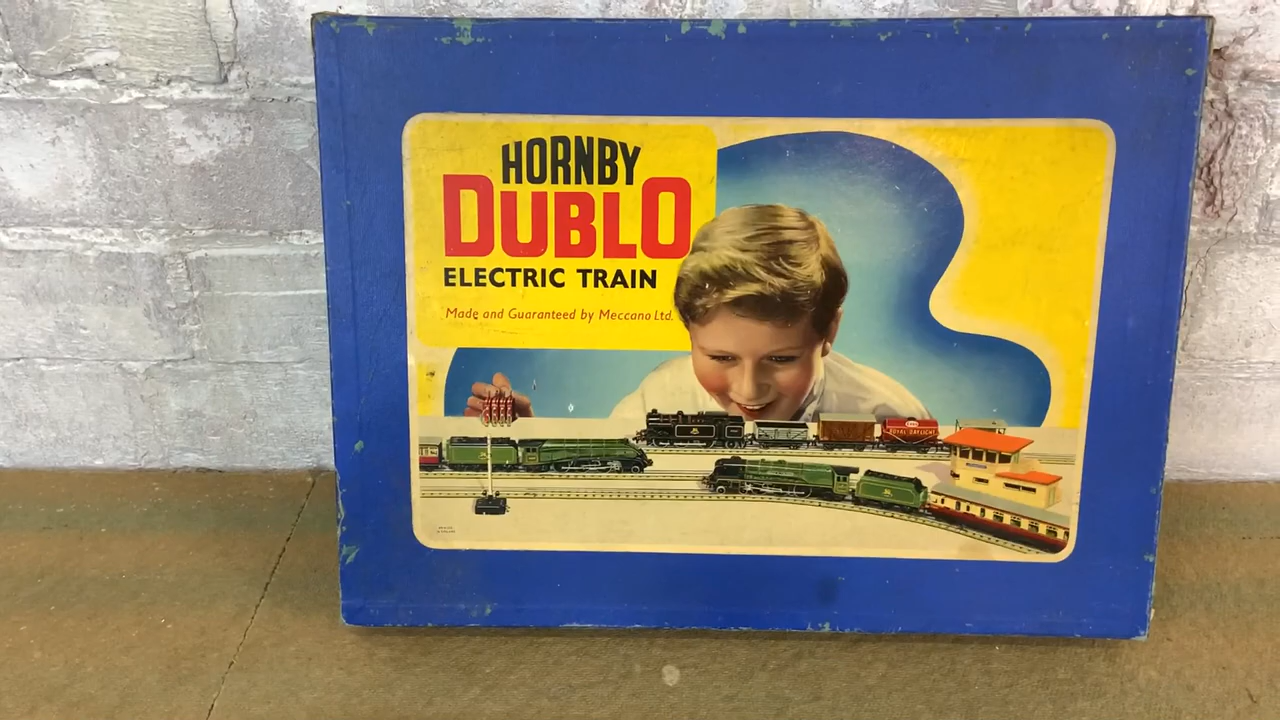 HORNBY
DUBLO
ELECTRIC TRAIN
Made and Guaranteed by Meccano Ltd.
ROYAL DAYLIGHT